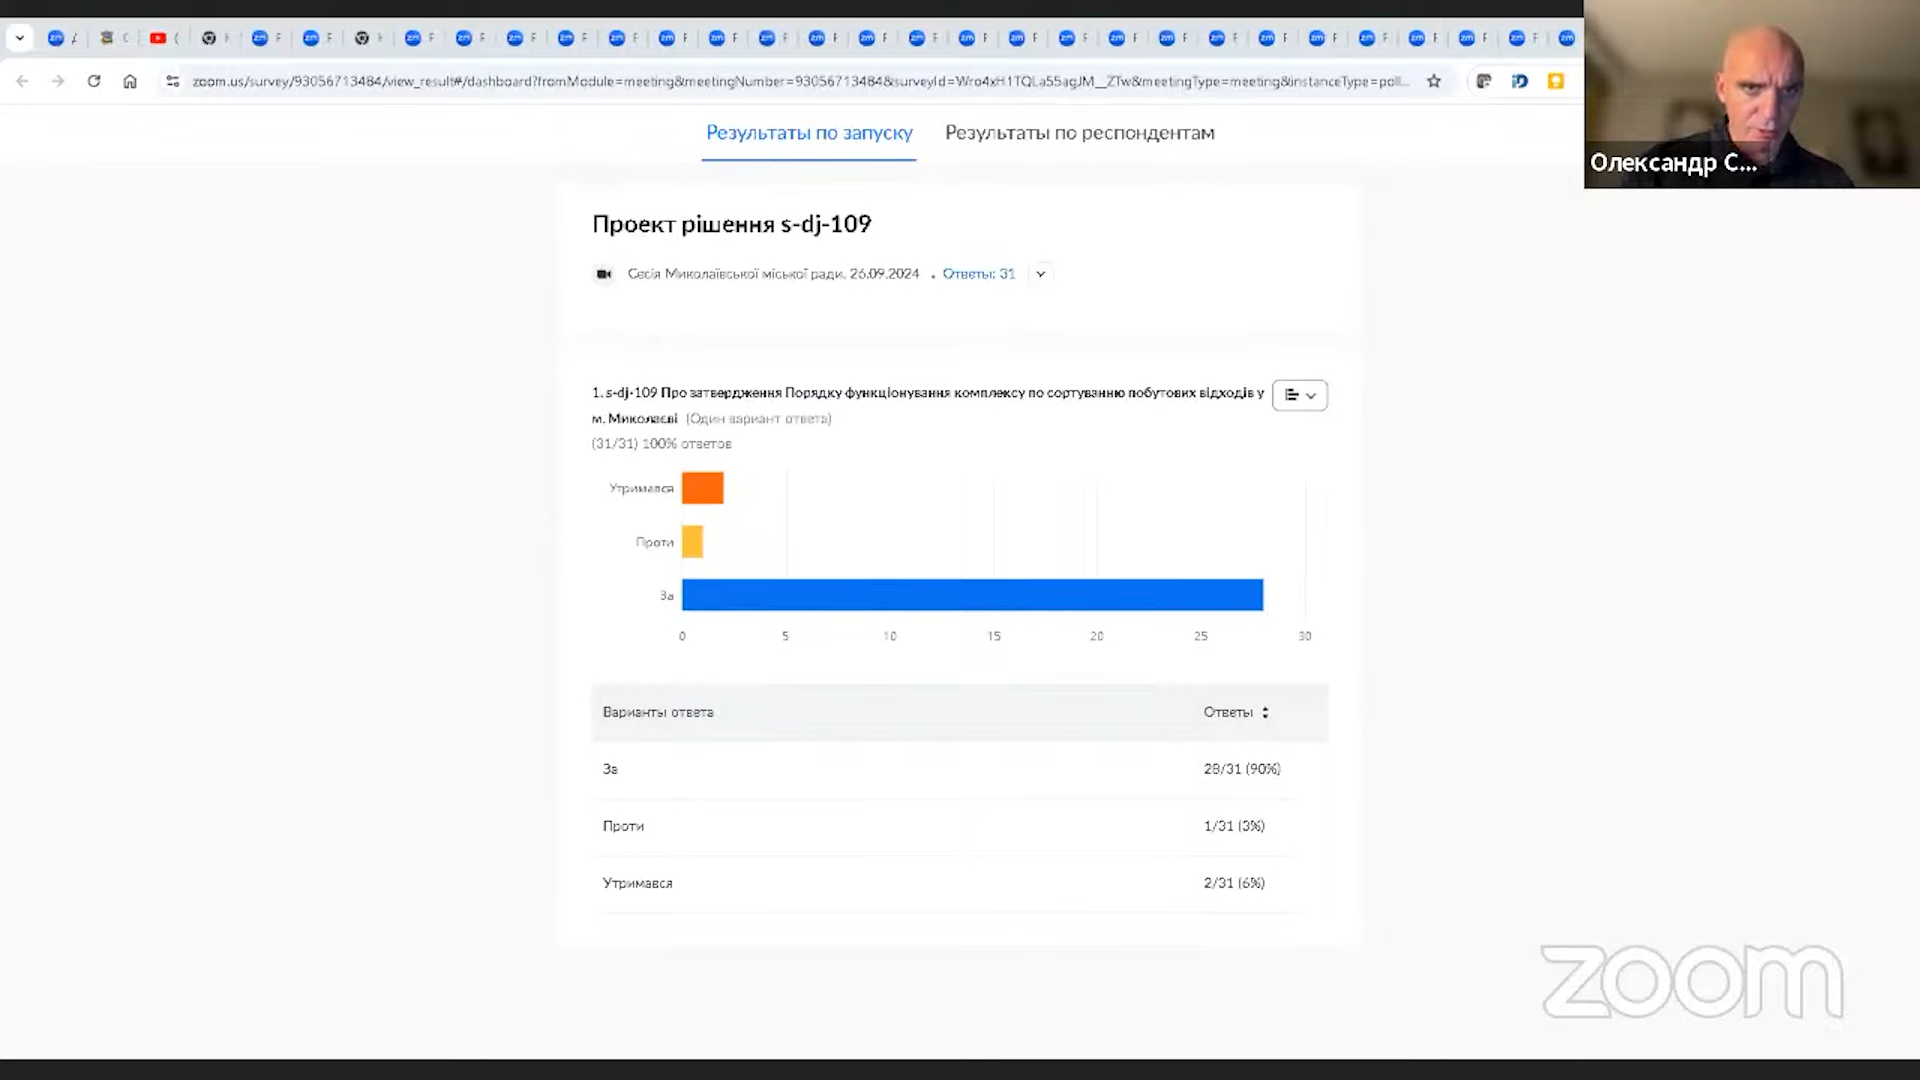 zoom.us/survey/93056713484/view_result#/dashboard?fromModule=meeting&meetingNumber=93056713484&surveyId=Wro4xH1TQLa55agJM__ZTw&meetingType=meeting&instanceType=poll...
Олександр С...
Результаты по запуску Результаты по респондентам
Проект рішення s-dj-109
Сесія Миколаївської міської ради. 26.09.2024 . Ответы: 31
1. s-dj-109 Про затвердження Порядку функціонування комплексу по сортуванню побутових відходів у
м. Миколаєві (Один вариант ответа)
(31/31) 100% ответов
Утримався
Проти
За
0 5 10 15 20 25 30
Варианты ответа Ответы
За 28/31 (90%)
Проти 1/31 (3%)
Утримався 2/31 (6%)
zoom